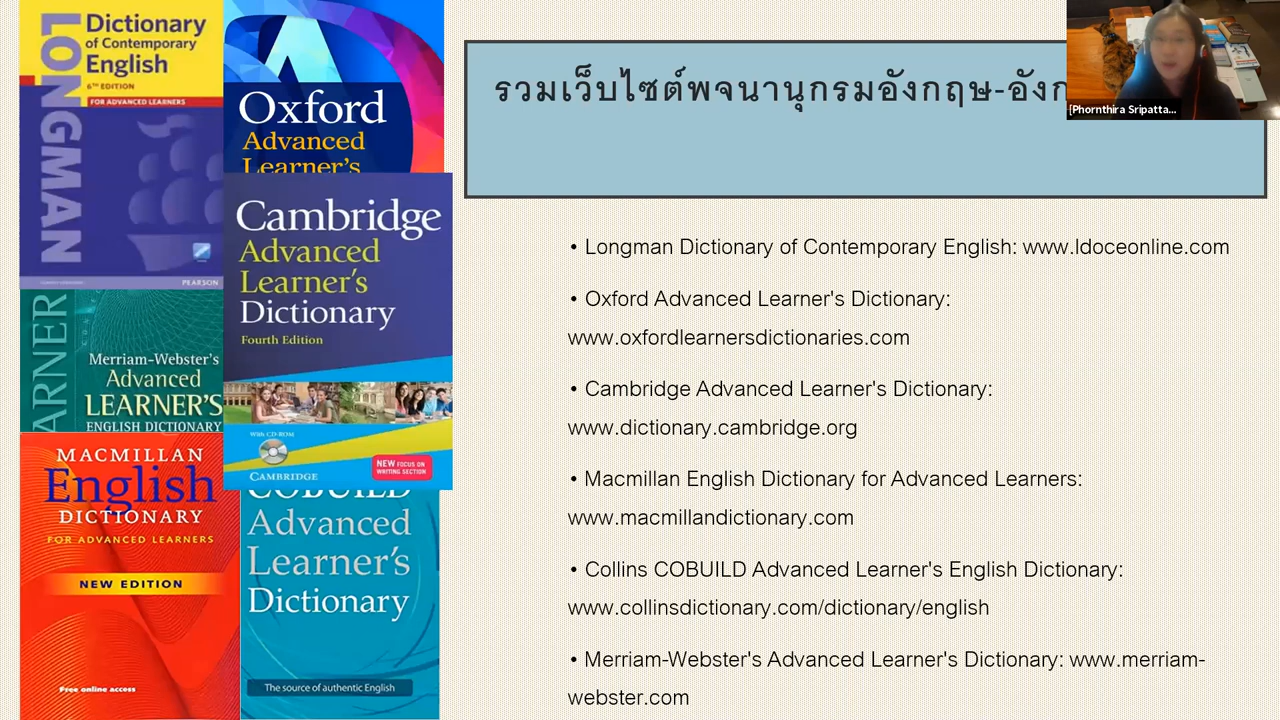 LONGMAN
Dictionary
of Contemporary
English
6TH EDITION
FOR ADVANCED LEARNERS
PEARSON
Oxford
Advanced
Learner's
Cambridge
Advanced
Learner's
Dictionary
Fourth Edition
With CD-ROM
NEW FOCUS ON
WRITING SECTION
CAMBRIDGE
ARNER
Merriam-Webster's
Advanced
LEARNER'S
ENGLISH DICTIONARY
MACMILLAN
English
DICTIONARY
FOR ADVANCED LEARNERS
NEW EDITION
Free online access
COBUILD
Advanced
Learner's
Dictionary
The source of authentic English
รวมเว็บไซต์พจนานุกรมอังกฤษ-อังก
[Phornthira Sripatta...
• Longman Dictionary of Contemporary English: www.ldoceonline.com
• Oxford Advanced Learner's Dictionary:
www.oxfordlearnersdictionaries.com
• Cambridge Advanced Learner's Dictionary:
www.dictionary.cambridge.org
• Macmillan English Dictionary for Advanced Learners:
www.macmillandictionary.com
• Collins COBUILD Advanced Learner's English Dictionary:
www.collinsdictionary.com/dictionary/english
• Merriam-Webster's Advanced Learner's Dictionary: www.merriam-
webster.com